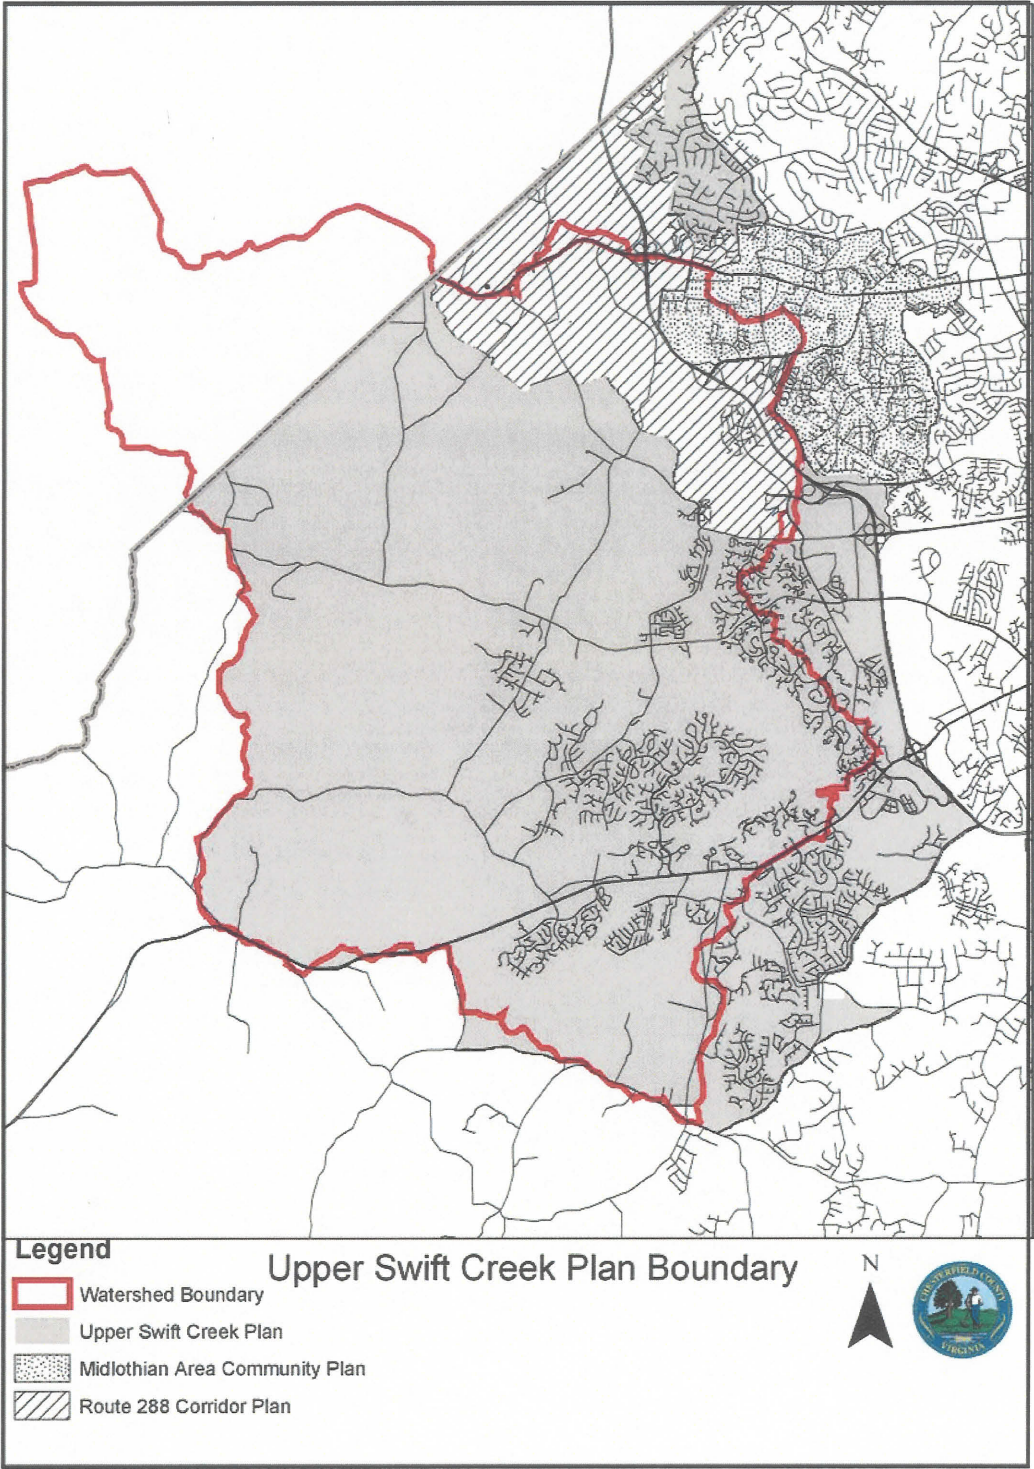 Legend
Upper Swift Creek Plan Boundary
N
Watershed Boundary
Upper Swift Creek Plan
Midlothian Area Community Plan
Route 288 Corridor Plan
CHESTERFIELD COUNTY
VIRGINIA